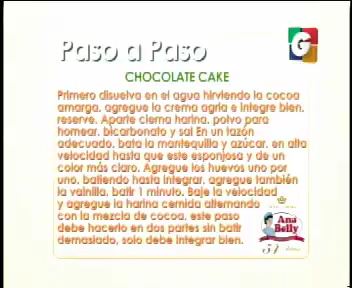 Paso a Paso
G
CHOCOLATE CAKE
Primero disuelva en el agua hirviendo la cocoa
amarga, agregue la crema agria e integre bien,
reserve. Aparte cierna harina, polvo para
hornear, bicarbonato y sal En un tazón
adecuado, bata la mantequilla y azúcar, en alta
velocidad hasta que este esponjosa y de un
color más claro. Agregue los huevos uno por
uno, batiendo hasta integrar, agregue también
la vainilla, batir 1 minuto. Baje la velocidad
y agregue la harina cernida alternando
con la mezcla de cocoa, este paso
debe hacerlo en dos partes sin batir
demasiado, solo debe integrar bien.
Ana
Belly